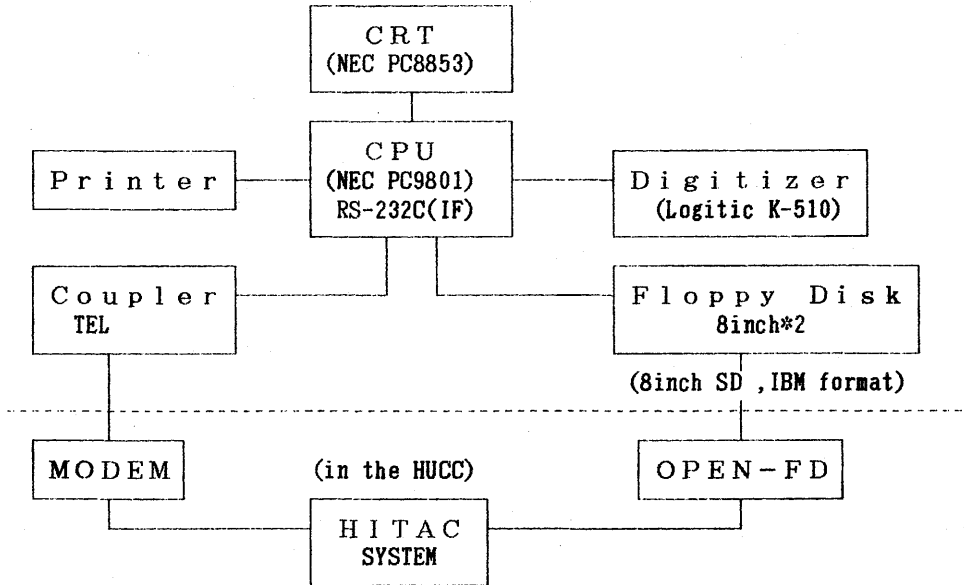 CRT
(NEC PC8853)
CPU
(NEC PC9801)
RS-232C(IF)
Printer
Digitizer
(Logitic K-510)
Coupler
TEL
Floppy Disk
8inch*2
(8inch SD ,IBM format)
MODEM
(in the HUCC)
OPEN-FD
HITAC
SYSTEM